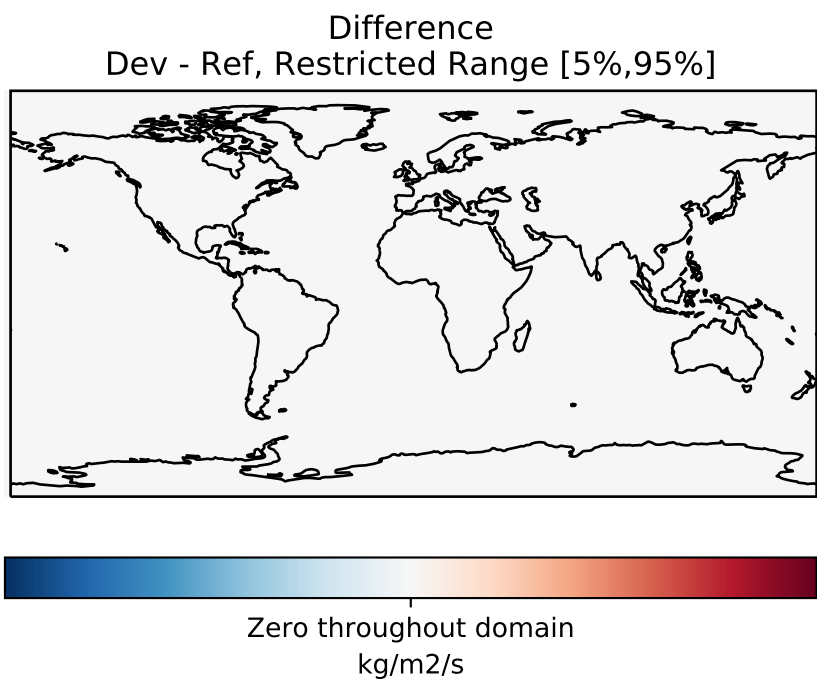 Difference
Dev - Ref, Restricted Range [5%,95%]
Zero throughout domain
kg/m2/s